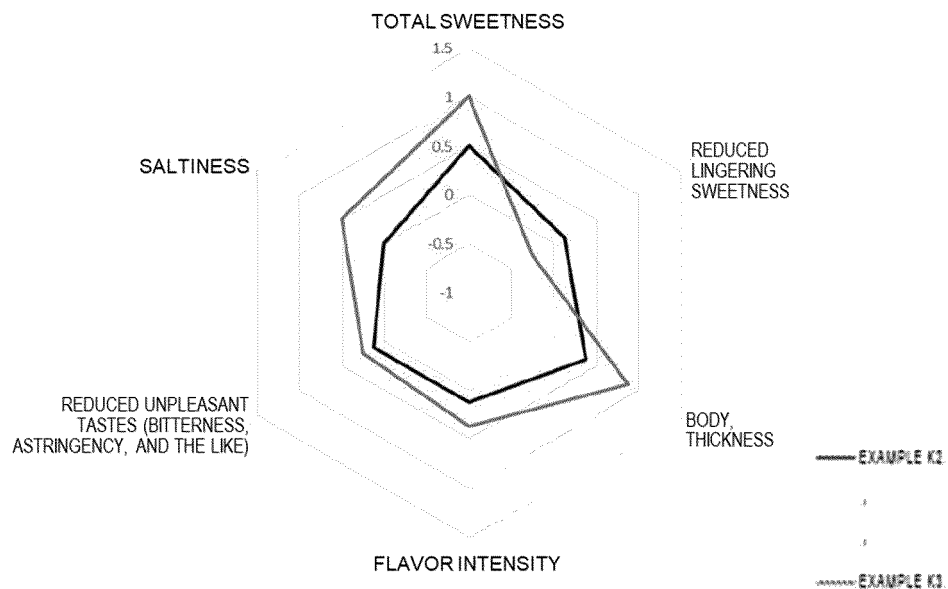 TOTAL SWEETNESS
1.5
1
0.5
0
-0.5
-1
REDUCED
LINGERING
SWEETNESS
BODY,
THICKNESS
FLAVOR INTENSITY
REDUCED UNPLEASANT
TASTES (BITTERNESS,
ASTRINGENCY, AND THE LIKE)
SALTINESS
EXAMPLE K2
EXAMPLE K3